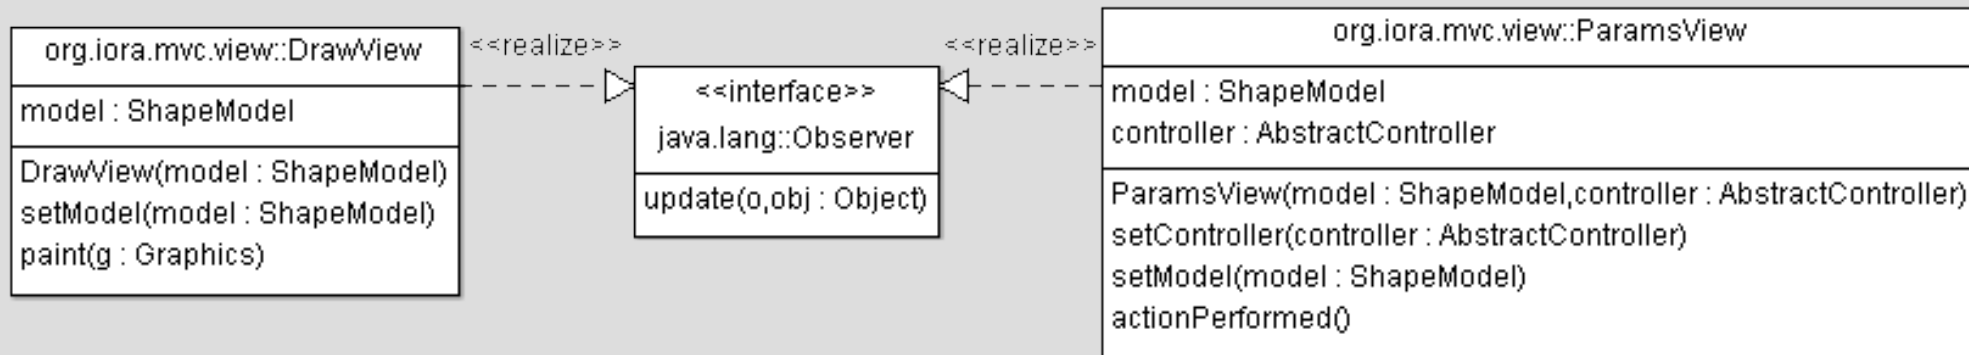 org.iora.mvc.view::DrawView
model : ShapeModel
DrawView(model : ShapeModel)
setModel(model : ShapeModel)
paint(g : Graphics)
<<realize>>
<<interface>>
java.lang::Observer
update(o,obj : Object)
<<realize>>
org.iora.mvc.view::ParamsView
model : ShapeModel
controller : AbstractController
ParamsView(model : ShapeModel,controller : AbstractController)
setController(controller : AbstractController)
setModel(model : ShapeModel)
actionPerformed()